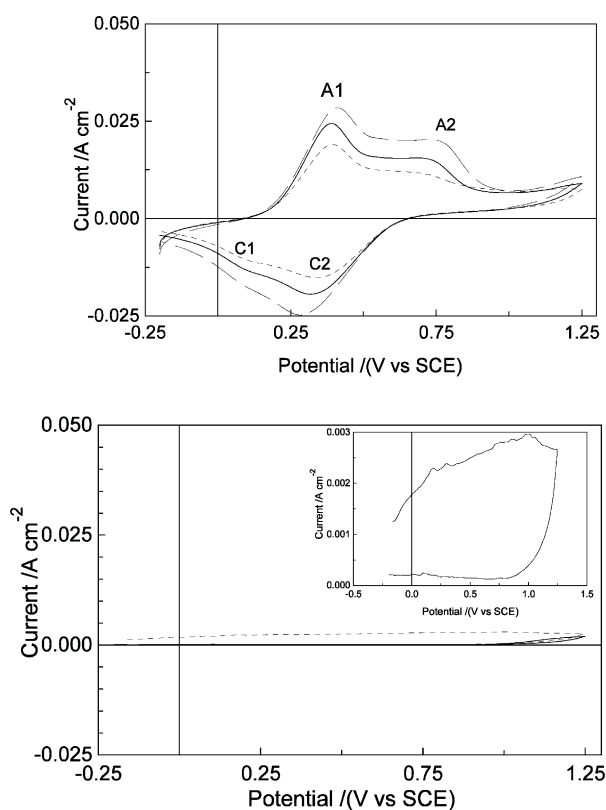 0.050
0.025
0.000
-0.025
Current /A cm-2
A1
A2
C1
C2
-0.25
0.25
0.75
1.25
Potential /(V vs SCE)
0.050
0.025
0.000
-0.025
Current /A cm-2
0.003
0.002
0.001
0.000
Current /A cm-2
-0.5
0.0
0.5
1.0
1.5
Potential /(V vs SCE)
-0.25
0.25
0.75
1.25
Potential /(V vs SCE)